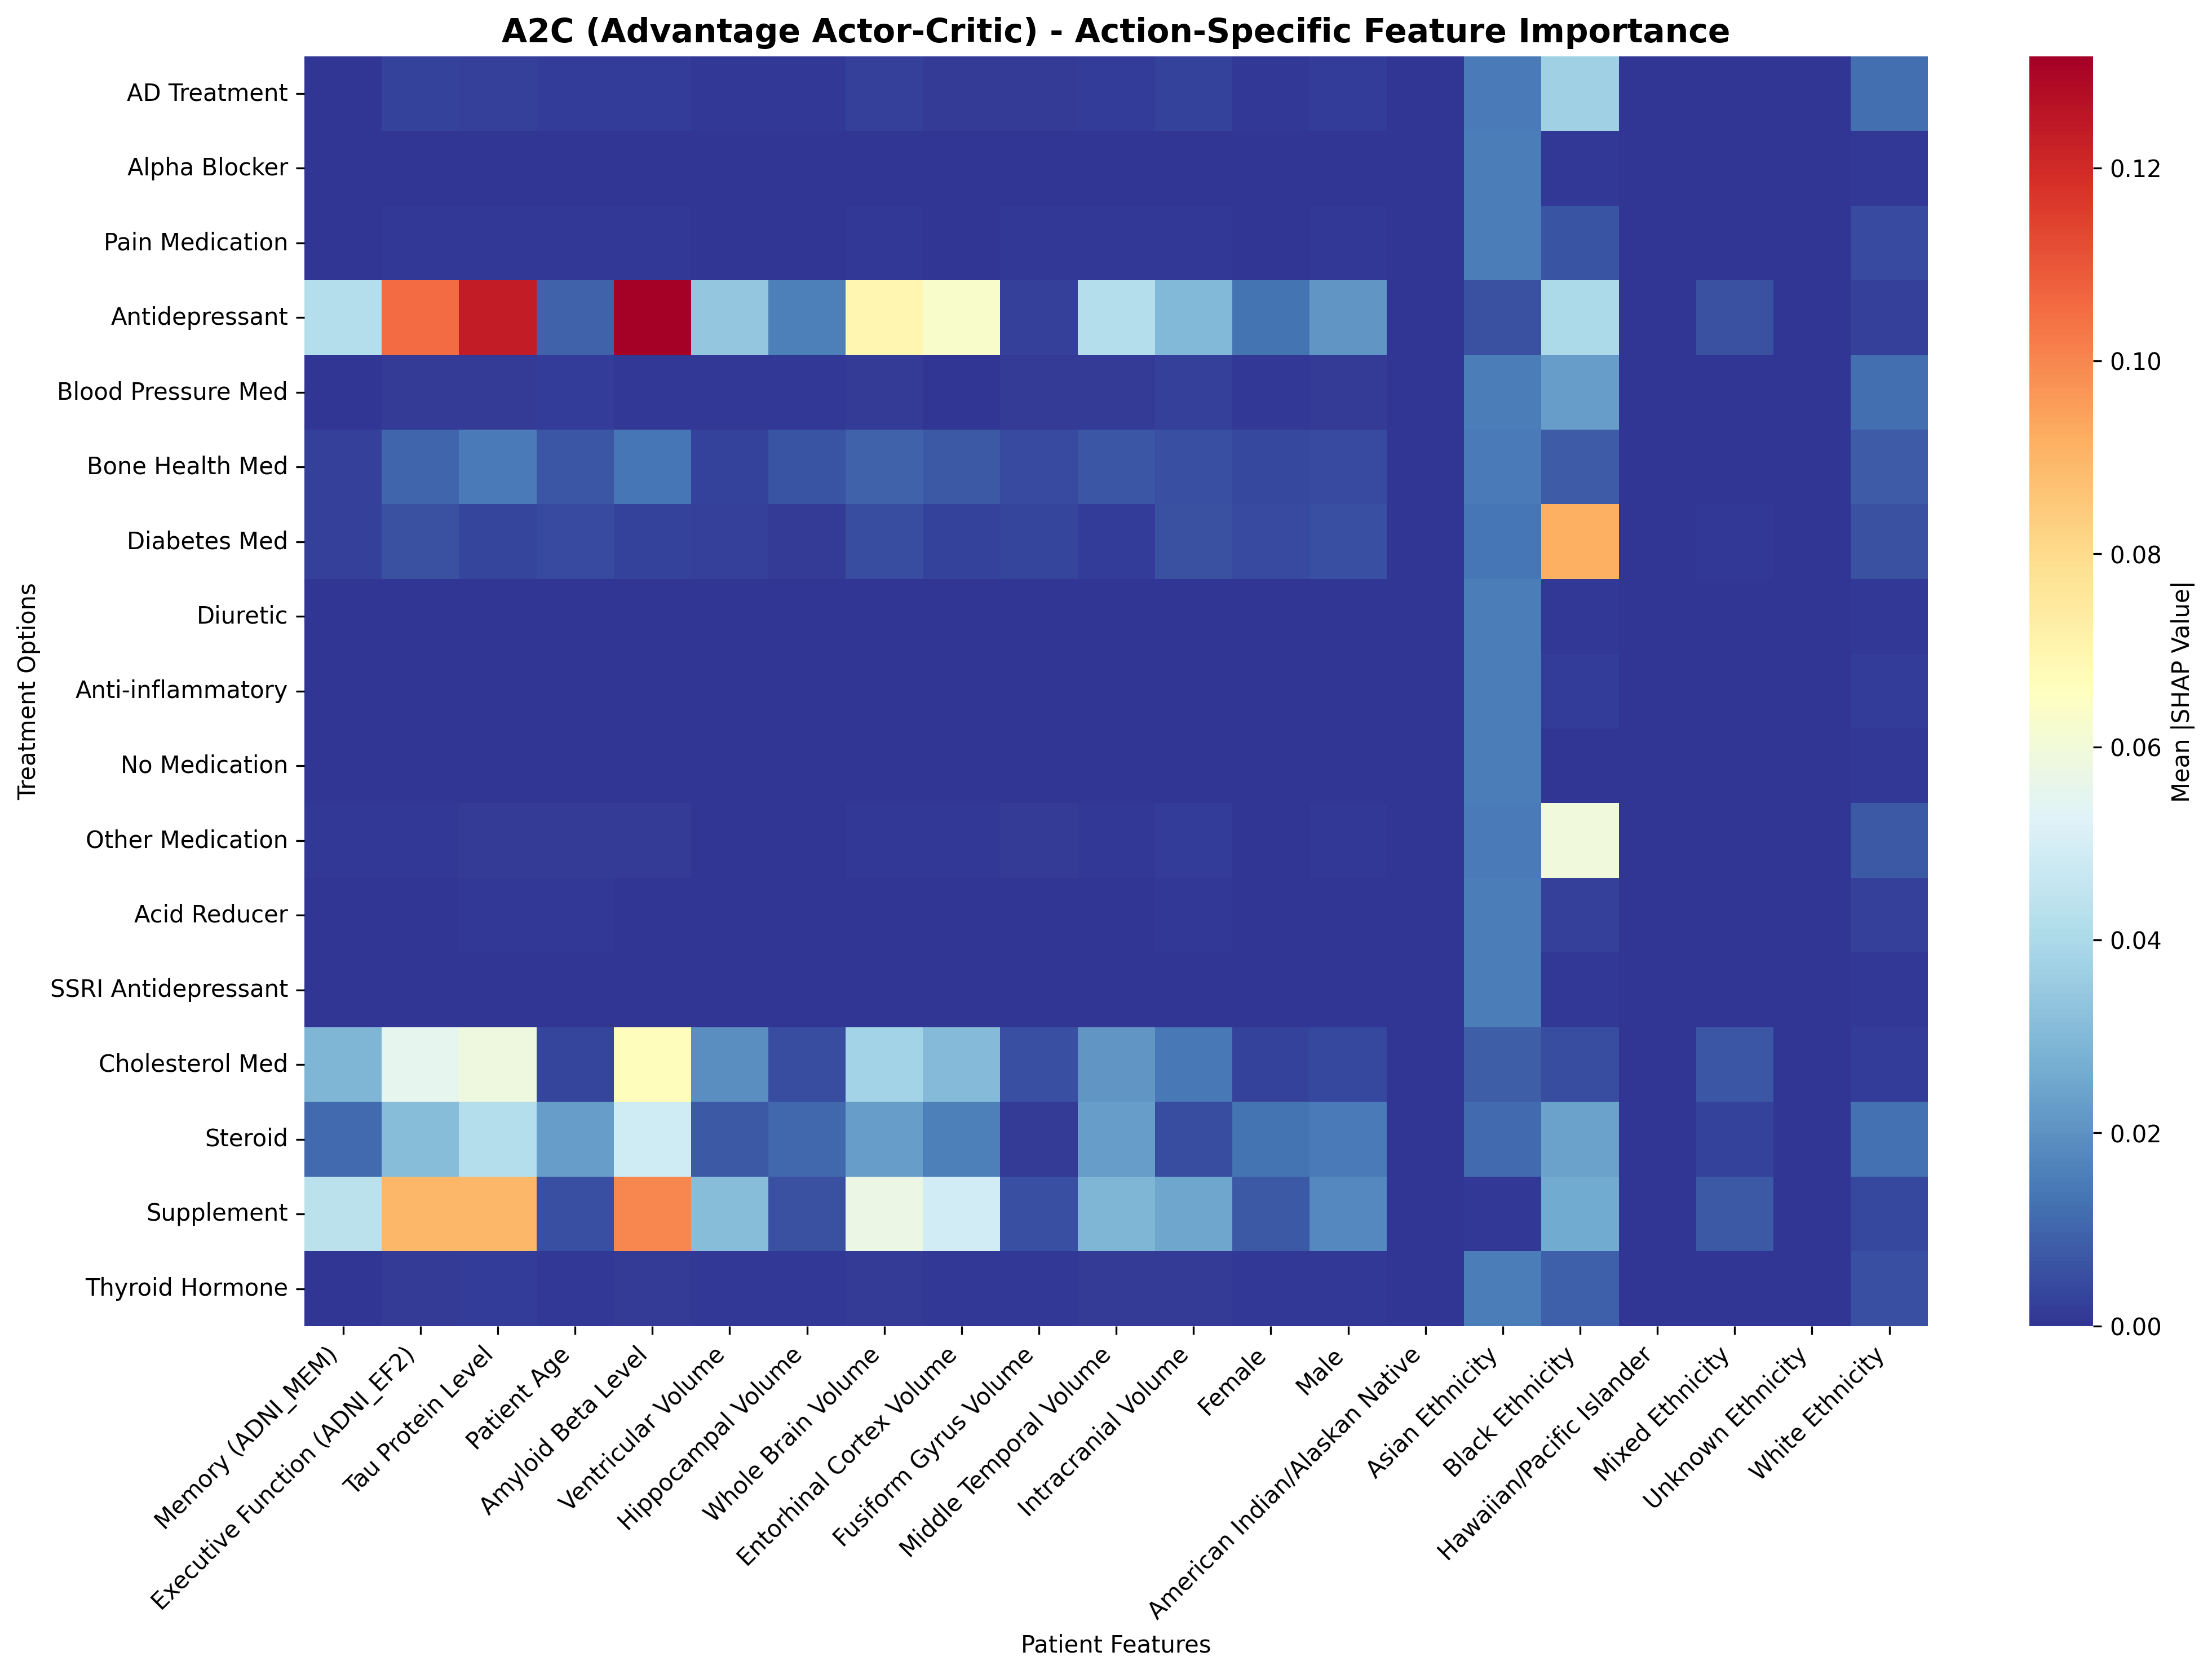 A2C (Advantage Actor-Critic) - Action-Specific Feature Importance
Treatment Options
AD Treatment
Alpha Blocker
Pain Medication
Antidepressant
Blood Pressure Med
Bone Health Med
Diabetes Med
Diuretic
Anti-inflammatory
No Medication
Other Medication
Acid Reducer
SSRI Antidepressant
Cholesterol Med
Steroid
Supplement
Thyroid Hormone
Memory (ADNI_MEM)
Executive Function (ADNI_EF2)
Tau Protein Level
Patient Age
Amyloid Beta Level
Ventricular Volume
Hippocampal Volume
Whole Brain Volume
Entorhinal Cortex Volume
Fusiform Gyrus Volume
Middle Temporal Volume
Intracranial Volume
Female
Male
American Indian/Alaskan Native
Asian Ethnicity
Black Ethnicity
Hawaiian/Pacific Islander
Mixed Ethnicity
Unknown Ethnicity
White Ethnicity
Patient Features
0.12
0.10
0.08
0.06
0.04
0.02
0.00
Mean |SHAP Value|